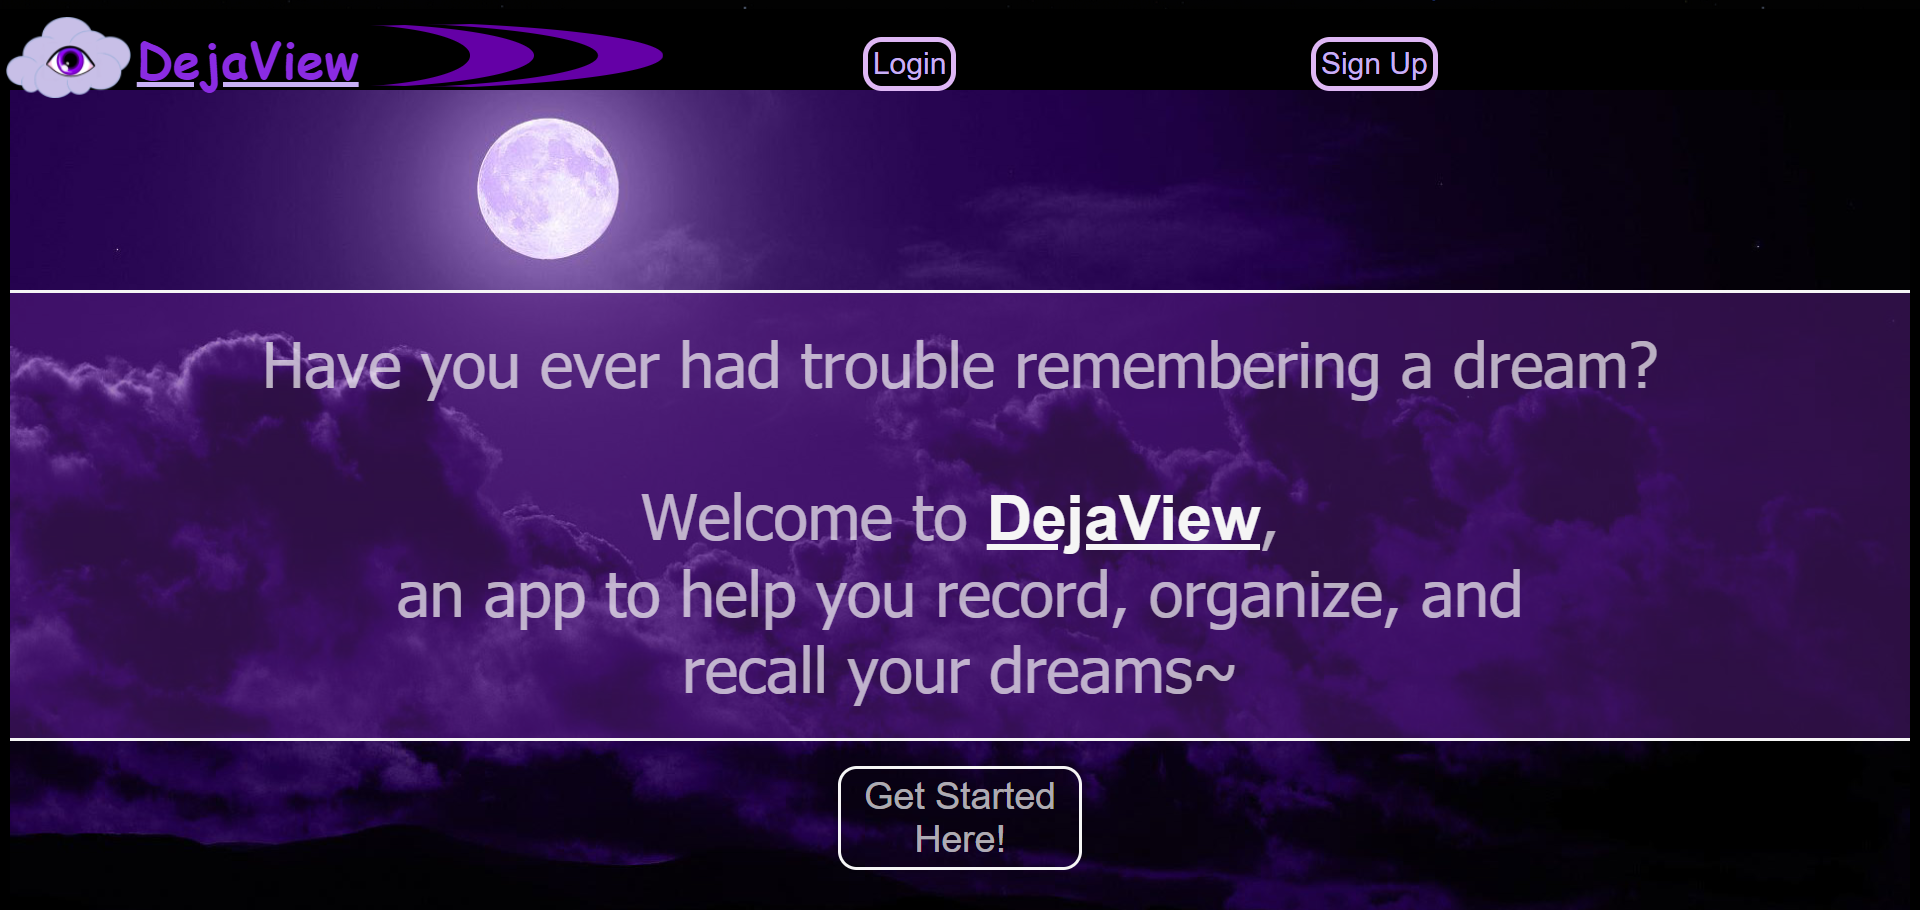 DejaView
Login
Sign Up
Have you ever had trouble remembering a dream?
Welcome to DejaView,
an app to help you record, organize, and
recall your dreams~
Get Started
Here!